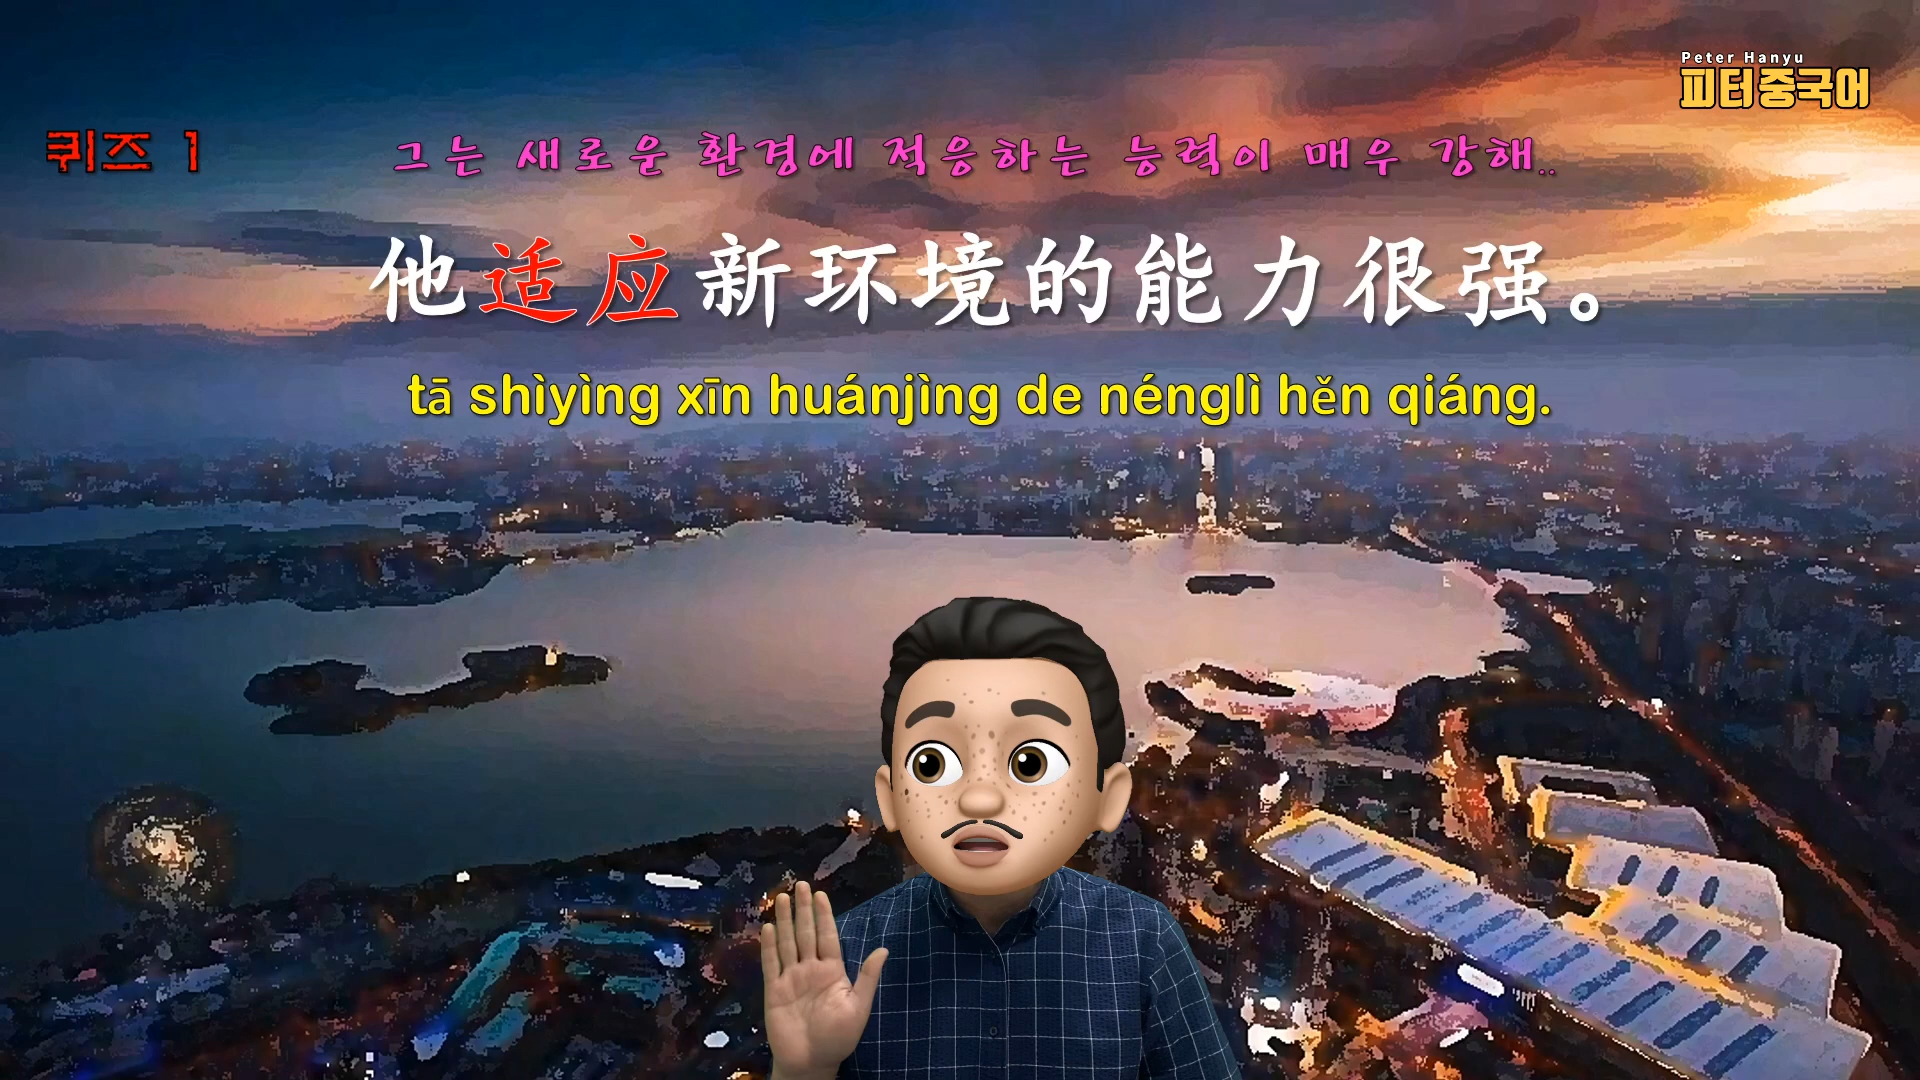 Peter Hanyu
피터중국어
퀴즈 1
그는 새로운 환경에 적응하는 능력이 매우 강해..
他适应新环境的能力很强。
tā shìyìng xīn huánjìng de nénglì hěn qiáng.